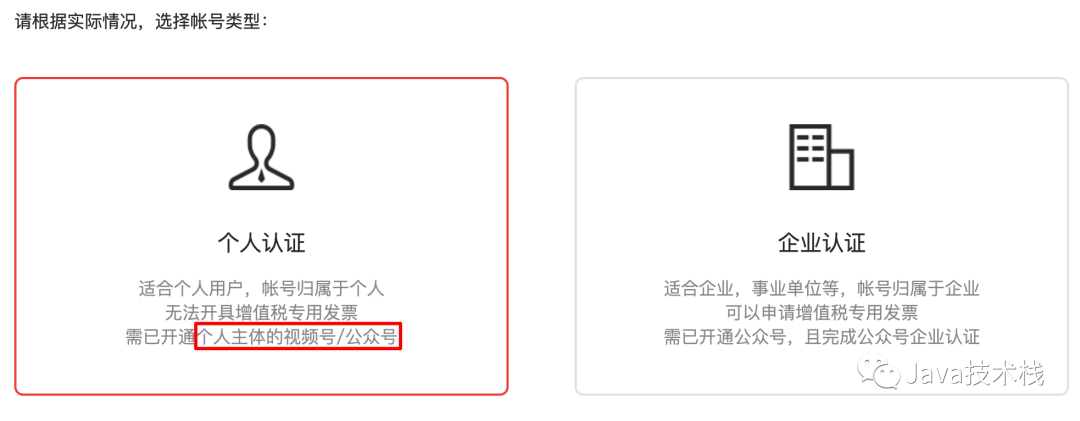 请根据实际情况，选择帐号类型：
个人认证
适合个人用户，帐号归属于个人
无法开具增值税专用发票
需已开通个人主体的视频号/公众号
企业认证
适合企业，事业单位等，帐号归属于企业
可以申请增值税专用发票
需已开通公众号，且完成公众号企业认证
Java技术栈